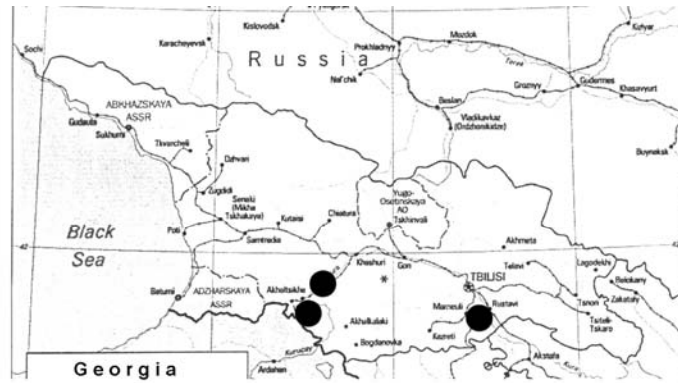 Sochi
Karacheyevsk
Kislovodsk
Prokhladnyy
Mozdok
Kizlyar
Russia
Nal'chik
Terek
Groznyy
Gudermes
Khasavyurt
Beslan
Vladikavkaz
(Ordzhonikidze)
Buynaksk
ABKHAZSKAYA
ASSR
Gudauta
Sukhumi
Tkvarcheli
Dzhvari
Zugdidi
Senaki
(Mikha
Tskhakaya)
Kutaisi
Chiatura
Yugo-
Osetinskaya
AO
Tskhinvali
Black
Sea
Poti
Samtredia
42
Khashuri
Gori
Akhmeta
Telavi
Lagodekhi
Belokany
Zakataly
TBILISI
Batumi
ADZHARSKAYA
ASSR
Akhaltsikhe
Akhalkalaki
Bogdanovka
Marneuli
Rustavi
Kazreti
Tsnori
Tsiteli-
Tskaro
Akstafa
Kura
Ardahan
Georgia